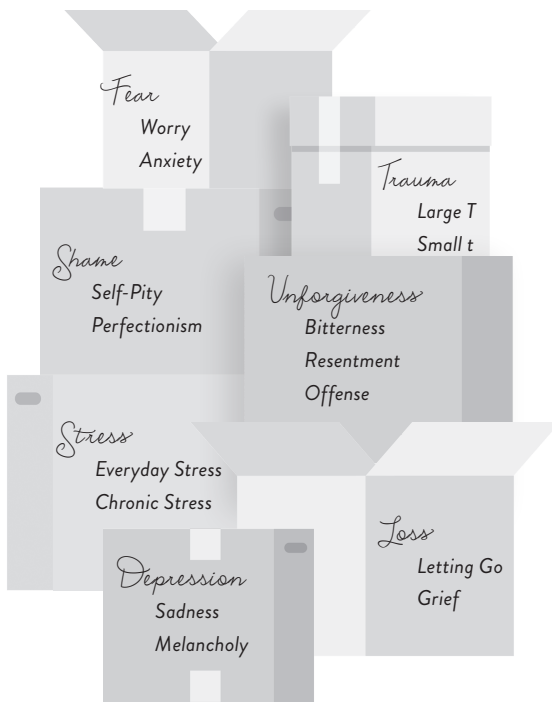 Fear
Worry
Anxiety
Trauma
Large T
Small t
Shame
Self-Pity
Perfectionism
Unforgiveness
Bitterness
Resentment
Offense
Stress
Everyday Stress
Chronic Stress
Loss
Letting Go
Grief
Depression
Sadness
Melancholy